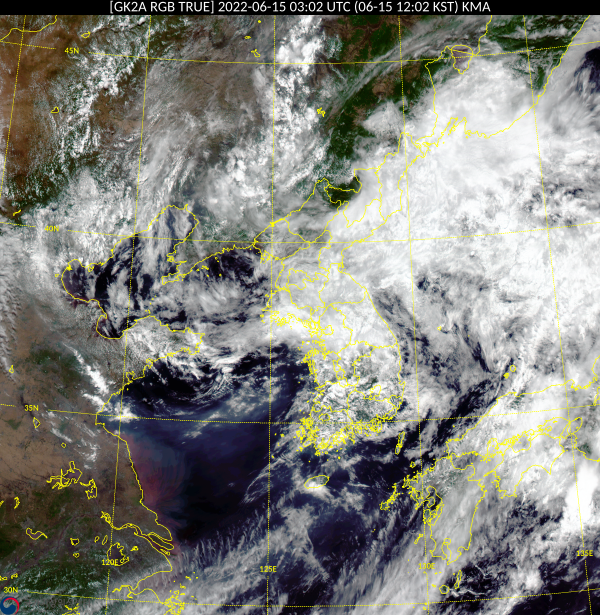 [GK2A RGB TRUE] 2022-06-15 03:02 UTC (06-15 12:02 KST) KMA
45N
40N
35N
120E
125E
130E
135E
30N